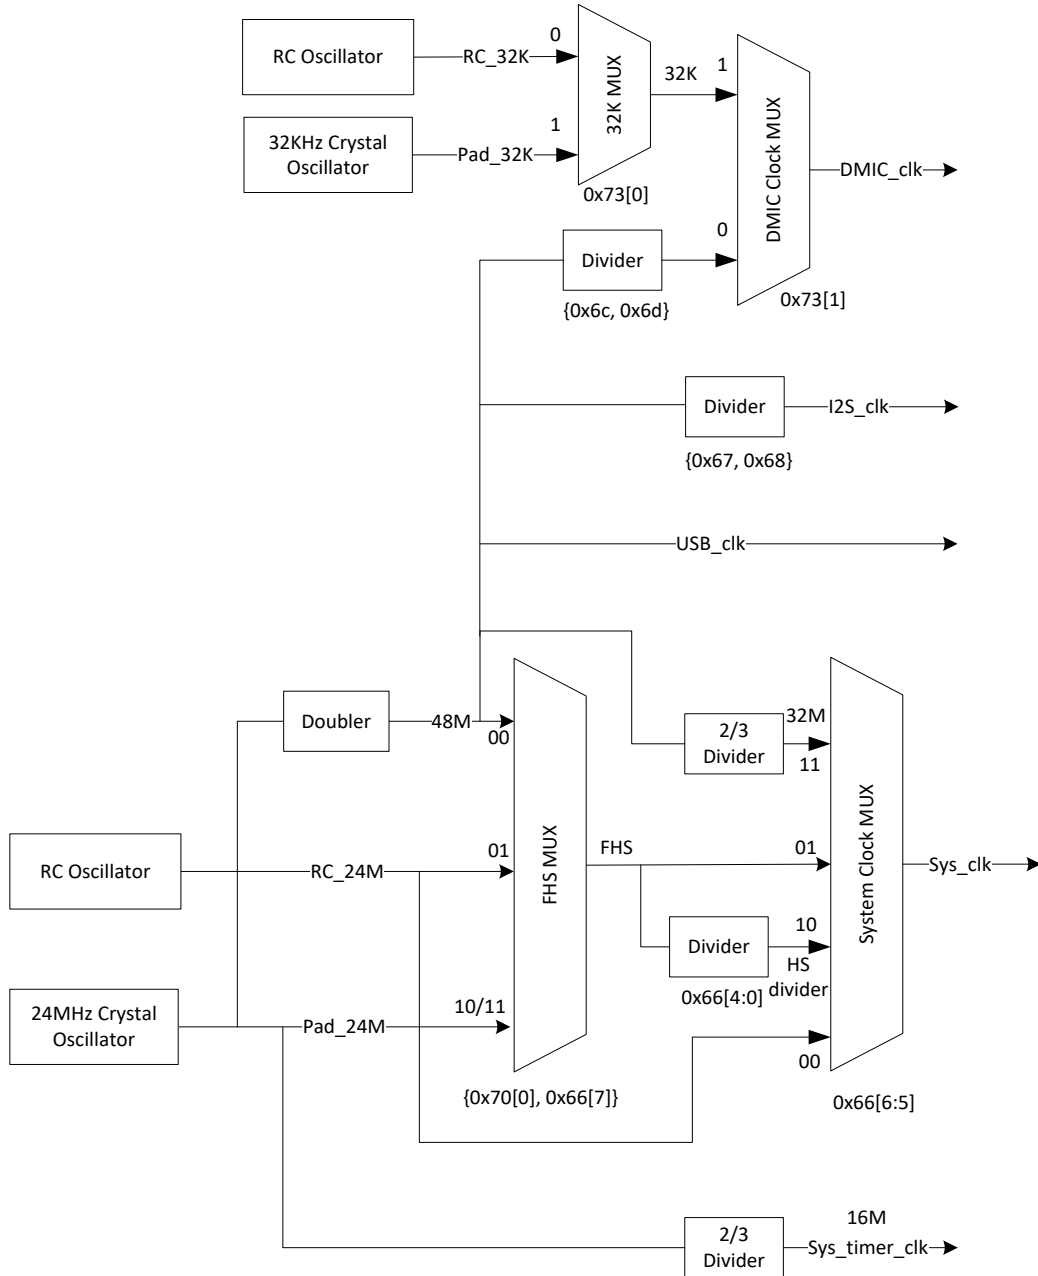 0
RC Oscillator
RC_32K
32K
1
32K MUX
32KHz Crystal
Oscillator
1
Pad_32K
DMIC Clock MUX
DMIC_clk
0x73[0]
0
Divider
{0x6c, 0x6d}
0x73[1]
Divider
I2S_clk
{0x67, 0x68}
USB_clk
Doubler
48M
00
2/3
Divider
32M
11
RC Oscillator
RC_24M
01
FHS MUX
FHS
01
System Clock MUX
Sys_clk
Divider
10
HS
divider
0x66[4:0]
24MHz Crystal
Oscillator
Pad_24M
10/11
00
{0x70[0], 0x66[7]}
0x66[6:5]
2/3
Divider
16M
Sys_timer_clk